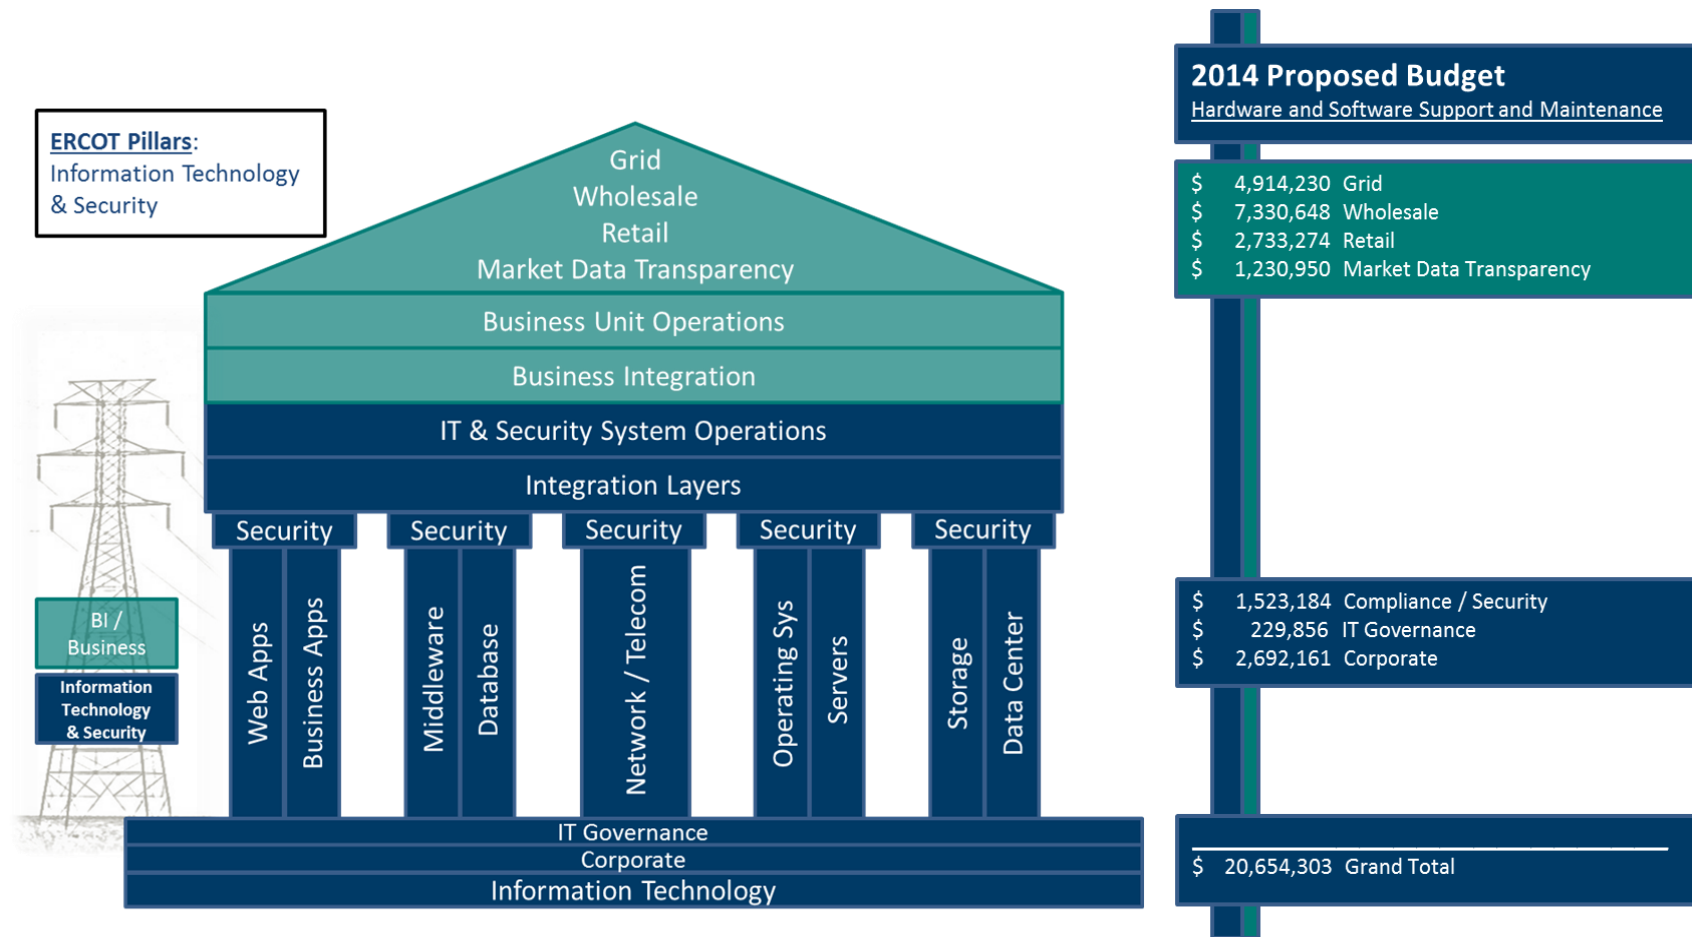 ERCOT Pillars:
Information Technology
& Security
Grid
Wholesale
Retail
Market Data Transparency
Business Unit Operations
Business Integration
IT & Security System Operations
Integration Layers
Security
Security
Security
Security
Security
Web Apps
Business Apps
Middleware
Database
Network / Telecom
Operating Sys
Servers
Storage
Data Center
IT Governance
Corporate
Information Technology
BI /
Business
Information
Technology
& Security
2014 Proposed Budget
Hardware and Software Support and Maintenance
$ 4,914,230 Grid
$ 7,330,648 Wholesale
$ 2,733,274 Retail
$ 1,230,950 Market Data Transparency
$ 1,523,184 Compliance / Security
$ 229,856 IT Governance
$ 2,692,161 Corporate
$ 20,654,303 Grand Total